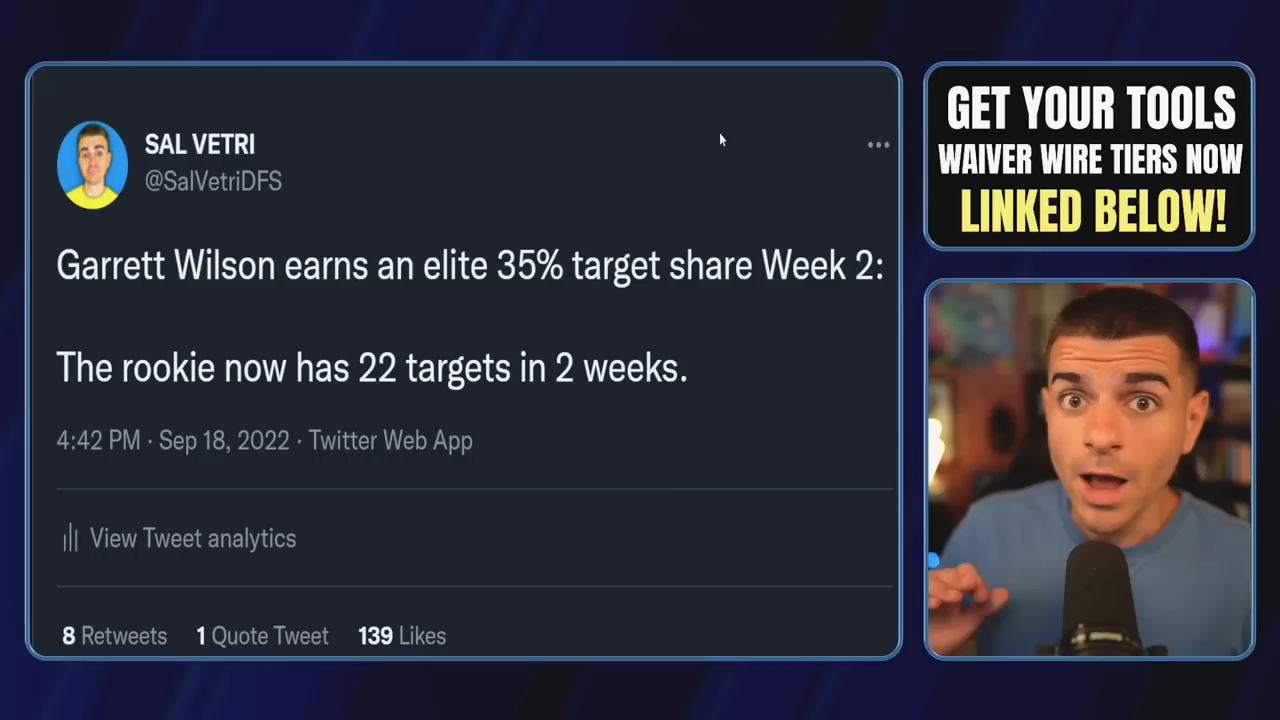 SAL VETRI
@SalVetriDFS
Garrett Wilson earns an elite 35% target share Week 2:
The rookie now has 22 targets in 2 weeks.
4:42 PM · Sep 18, 2022 · Twitter Web App
View Tweet analytics
8 Retweets 1 Quote Tweet 139 Likes
GET YOUR TOOLS
WAIVER WIRE TIERS NOW
LINKED BELOW!